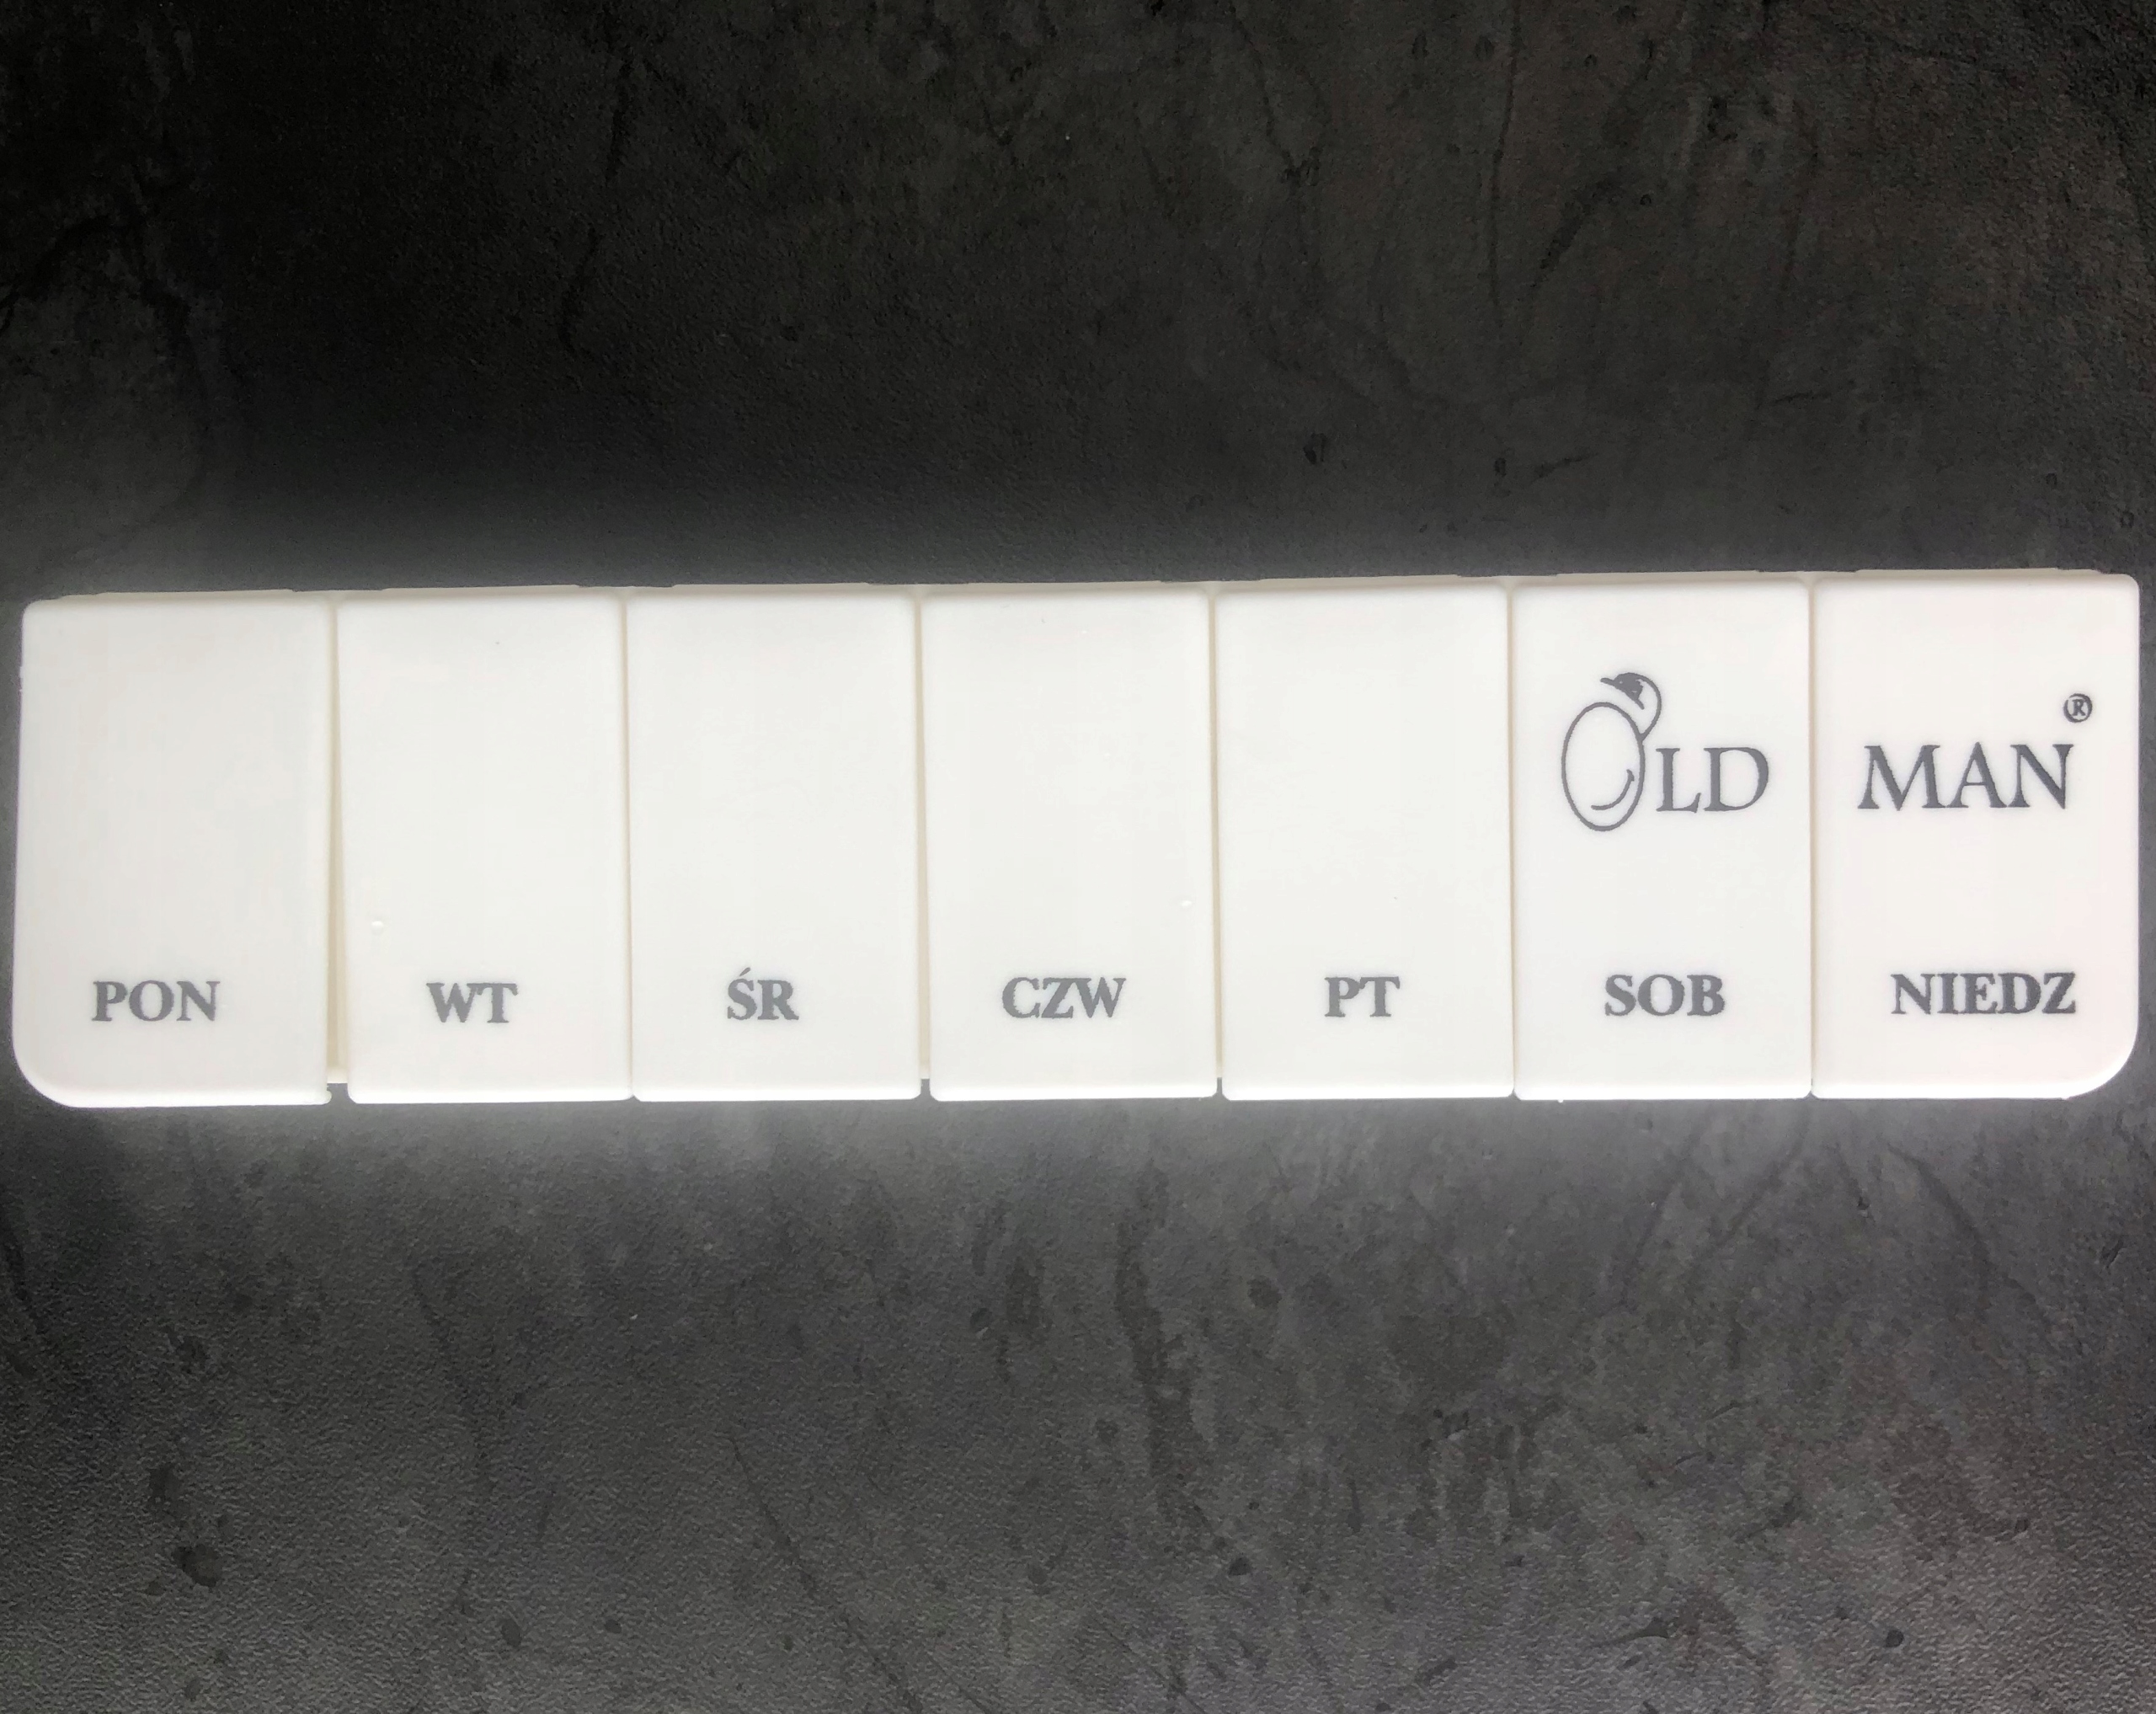 OLD MAN®
PON WT ŚR CZW PT SOB NIEDZ